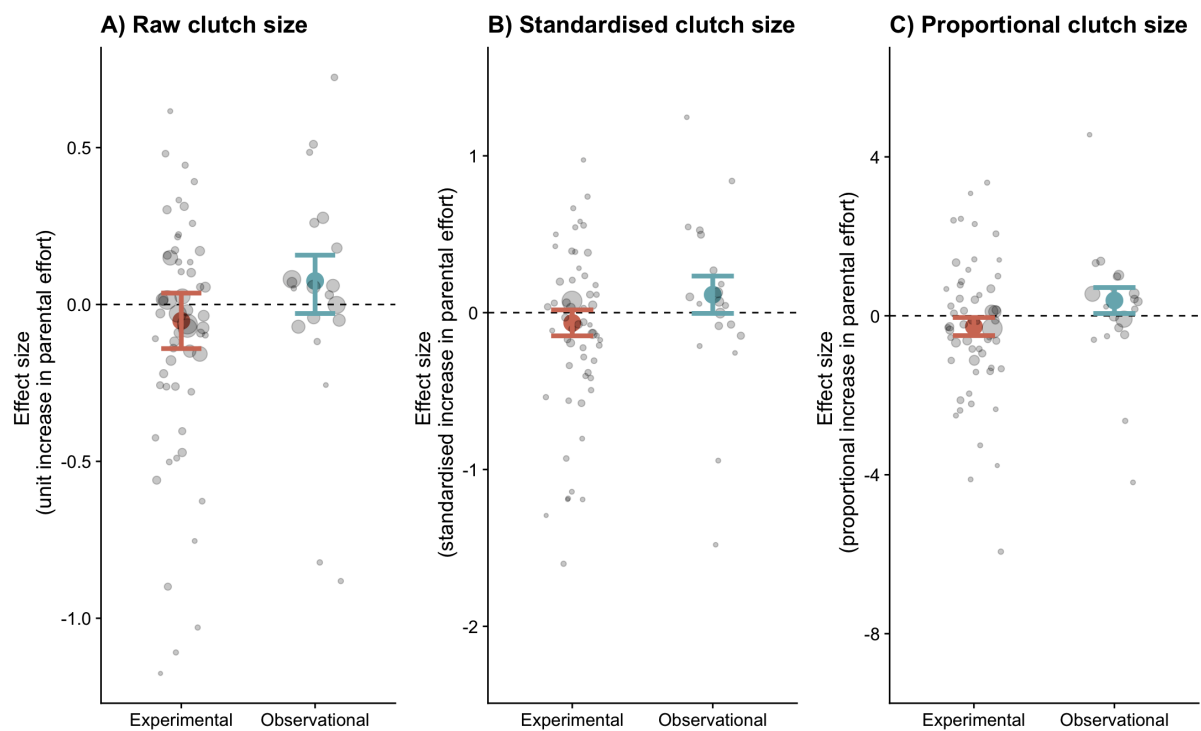 A) Raw clutch size
Effect size
(unit increase in parental effort)
0.5
0.0
-0.5
-1.0
Experimental
Observational
B) Standardised clutch size
Effect size
(standardised increase in parental effort)
1
0
-1
-2
Experimental
Observational
C) Proportional clutch size
Effect size
(proportional increase in parental effort)
4
0
-4
-8
Experimental
Observational